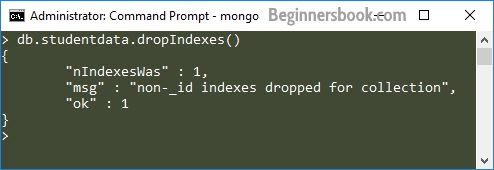 Administrator: Command Prompt - mongo
Beginnersbook.com
> db.studentdata.dropIndexes()
{
"nIndexesWas" : 1,
"msg" : "non-_id indexes dropped for collection",
"ok" : 1
}
>